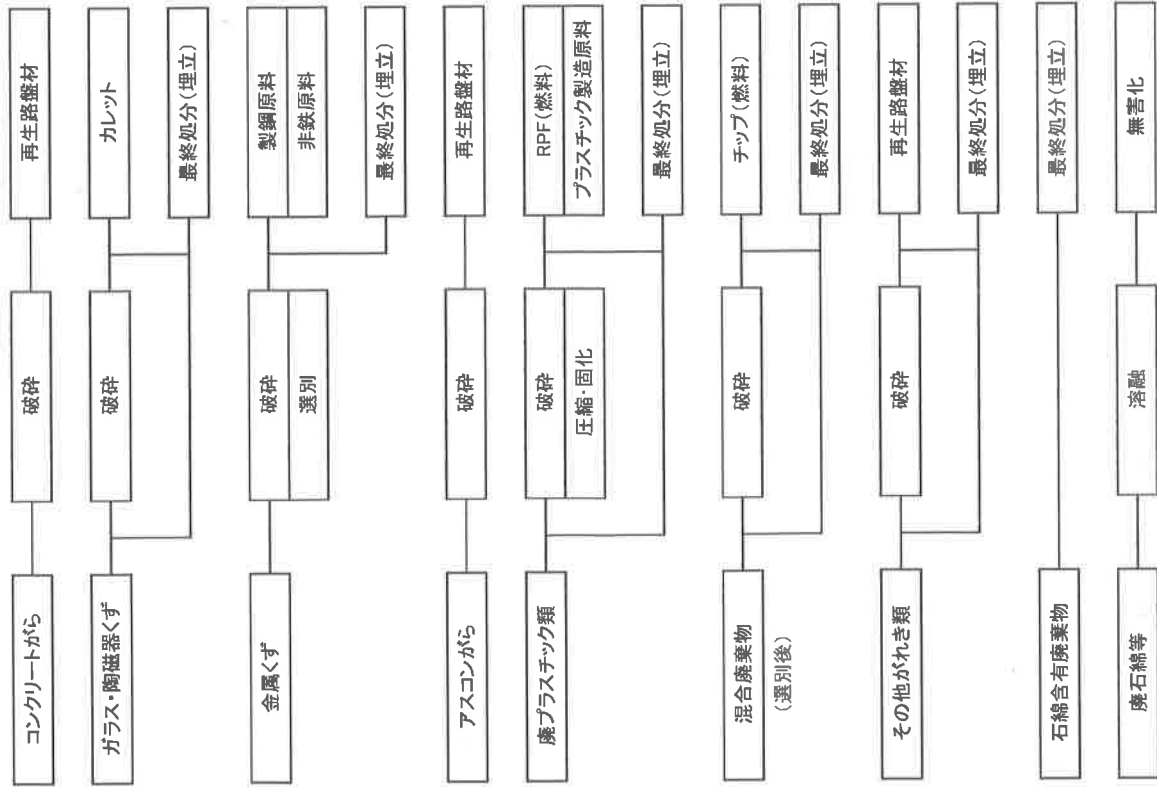 コンクリートがら
破砕
再生路盤材
ガラス・陶磁器くず
破砕
カレット
最終処分(埋立)
金属くず
破砕
選別
製鋼原料
非鉄原料
最終処分(埋立)
アスコンがら
破砕
再生路盤材
廃プラスチック類
破砕
圧縮・固化
RPF(燃料)
プラスチック製造原料
最終処分(埋立)
混合廃棄物
(選別後)
破砕
チップ(燃料)
最終処分(埋立)
その他がれき類
破砕
再生路盤材
最終処分(埋立)
石綿含有廃棄物
最終処分(埋立)
廃石綿等
溶融
無害化